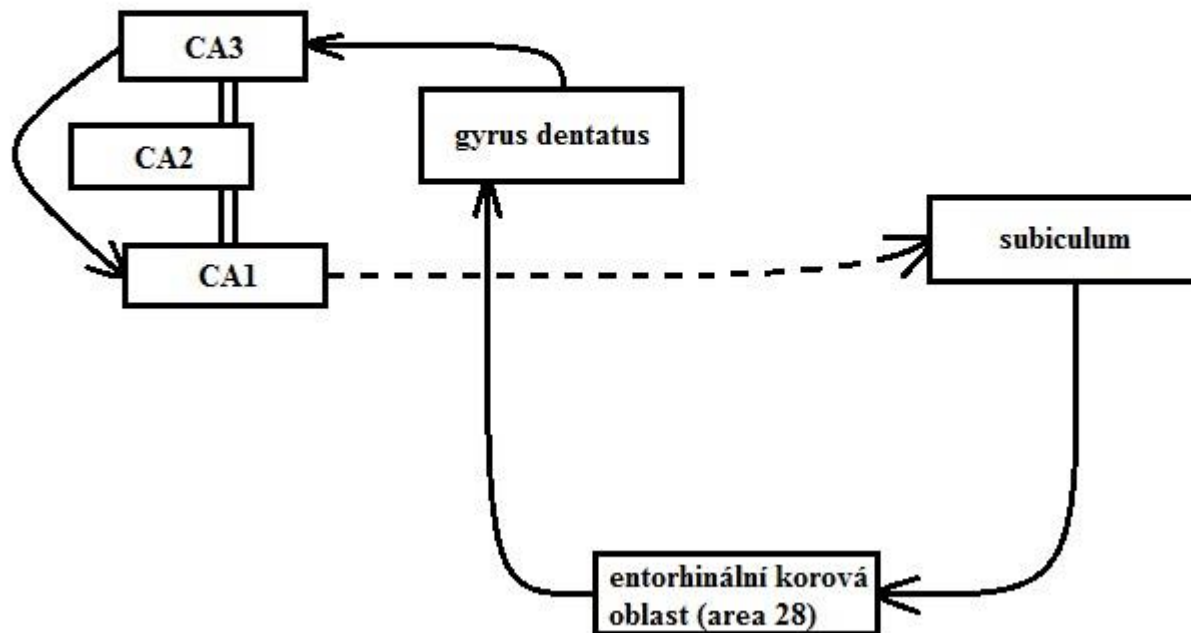 CA3
gyrus dentatus
CA2
subiculum
CA1
entorhinální korová
oblast (area 28)